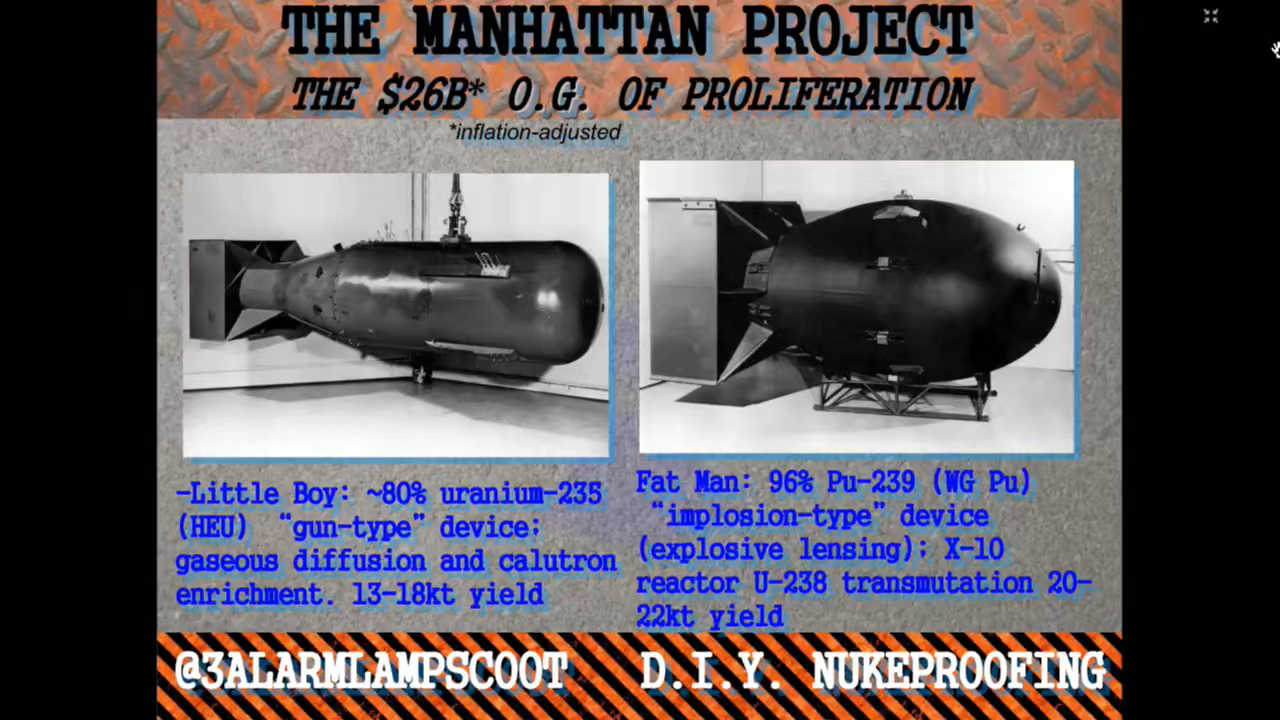 THE MANHATTAN PROJECT
THE $26B* O.G. OF PROLIFERATION
*inflation-adjusted
-Little Boy: ~80% uranium-235
(HEU) “gun-type” device;
gaseous diffusion and calutron
enrichment. 13-18kt yield
Fat Man: 96% Pu-239 (WG Pu)
“implosion-type” device
(explosive lensing); X-10
reactor U-238 transmutation 20-
22kt yield
@3ALARMLAMPSCOOT
D.I.Y. NUKEPROOFING